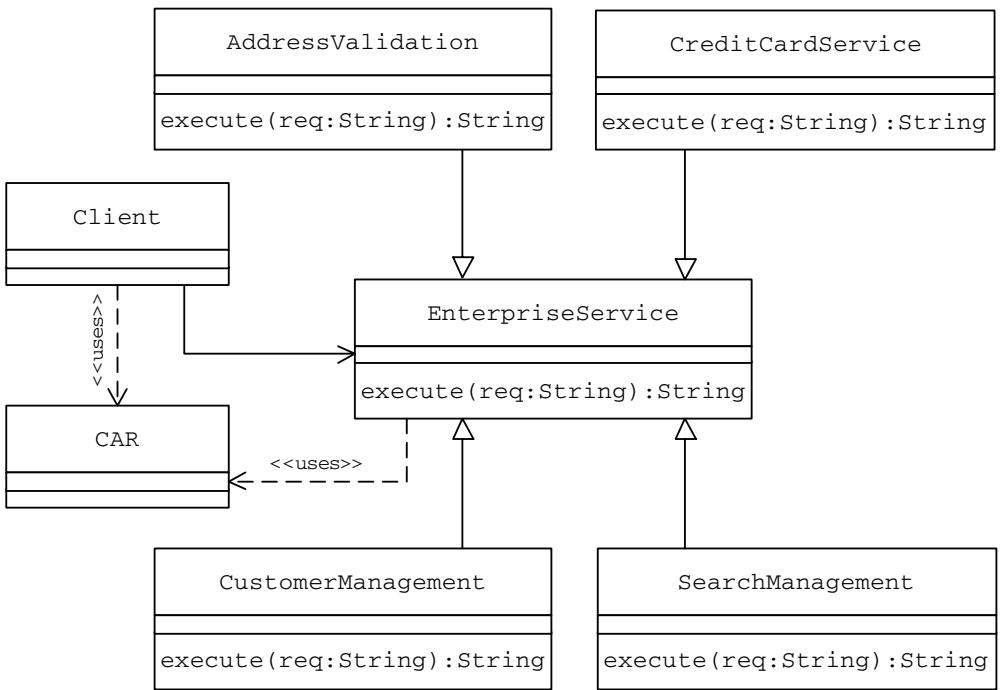 AddressValidation
execute(req:String):String
CreditCardService
execute(req:String):String
Client
<<uses>>
EnterpriseService
execute(req:String):String
CAR
<<uses>>
CustomerManagement
execute(req:String):String
SearchManagement
execute(req:String):String